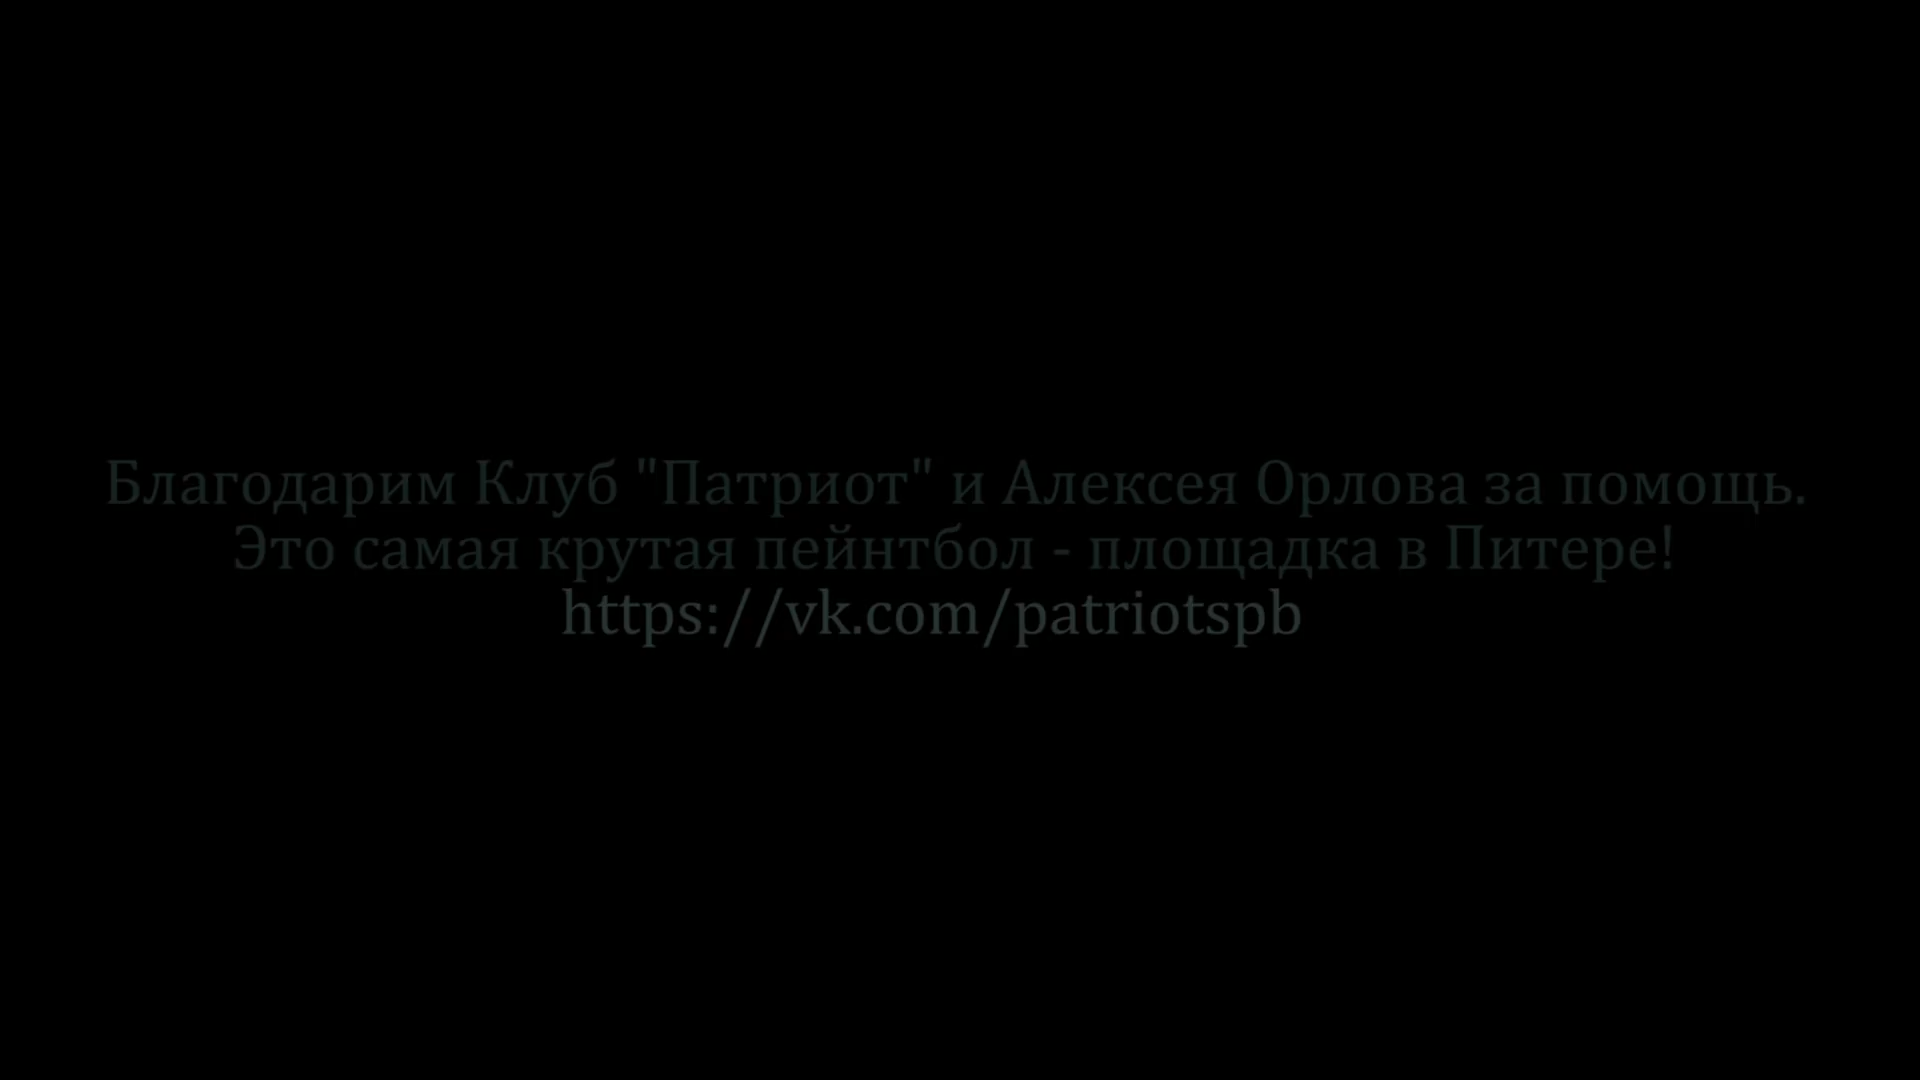 Благодарим Клуб "Патриот" и Алексея Орлова за помощь.
Это самая крутая пейнтбол - площадка в Питере!
https://vk.com/patriotspb